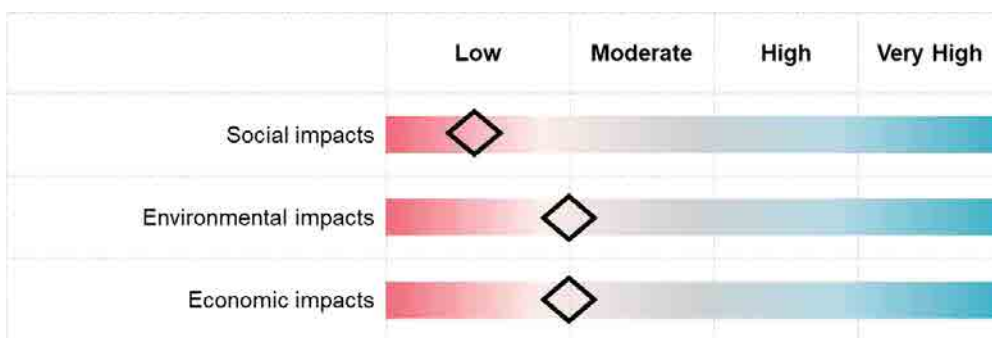 Low Moderate High Very High
Social impacts
Environmental impacts
Economic impacts